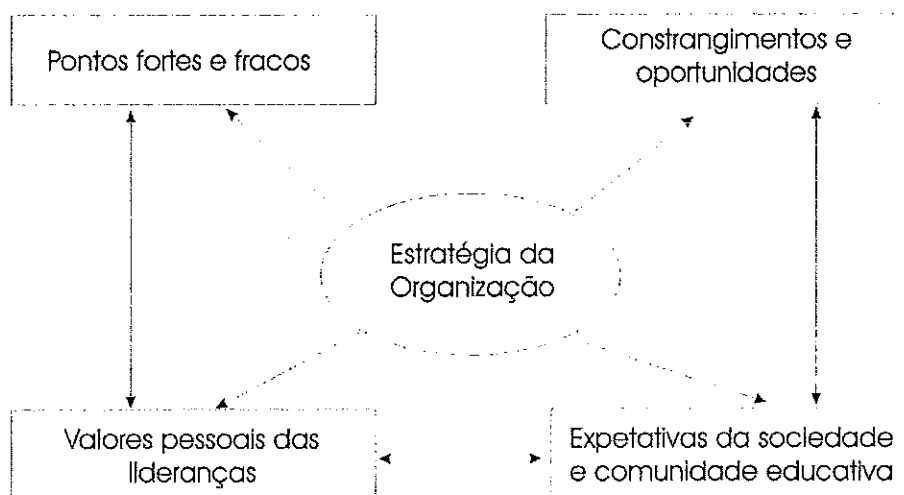 Pontos fortes e fracos
Constrangimentos e
oportunidades
Estratégia da
Organização
Valores pessoais das
lideranças
Expetativas da sociedade
e comunidade educativa